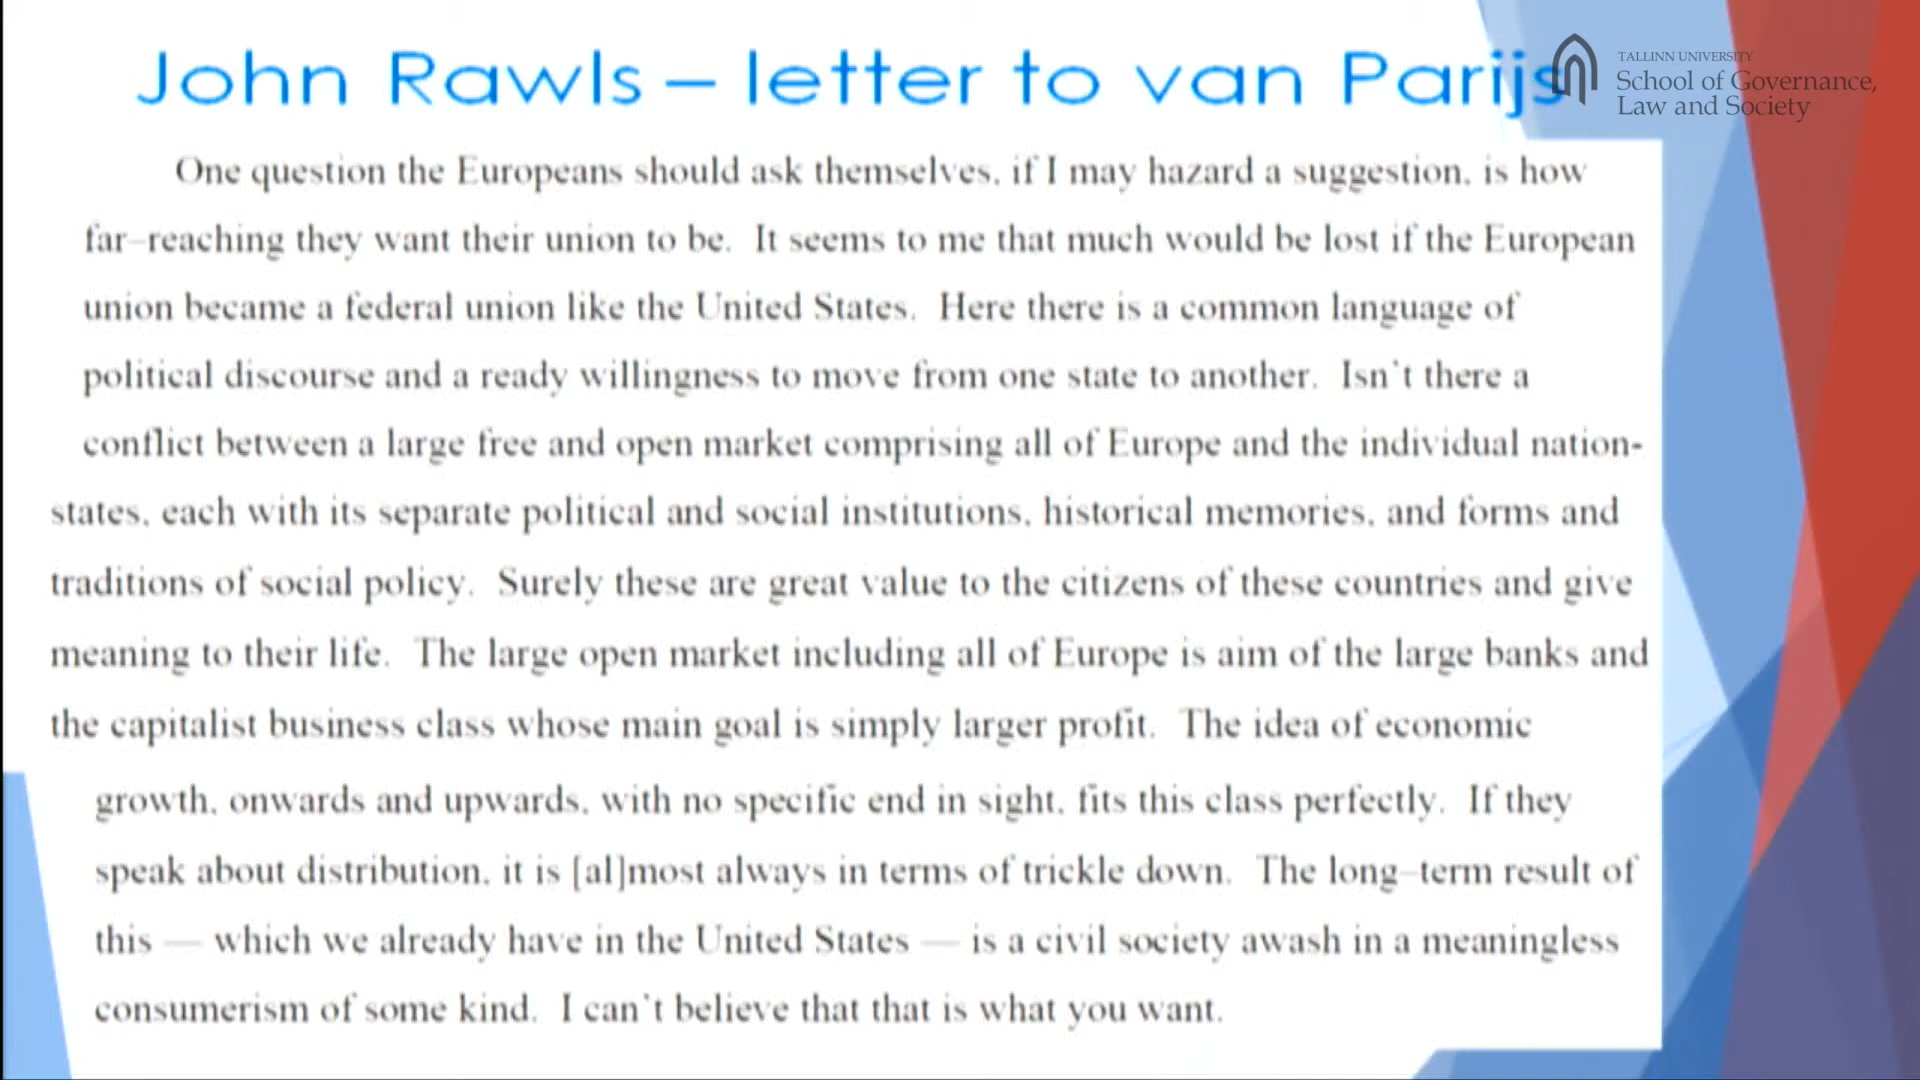 John Rawls – letter to van Parijs
TALLINN UNIVERSITY
School of Governance,
Law and Society
One question the Europeans should ask themselves, if I may hazard a suggestion, is how
far–reaching they want their union to be. It seems to me that much would be lost if the European
union became a federal union like the United States. Here there is a common language of
political discourse and a ready willingness to move from one state to another. Isn't there a
conflict between a large free and open market comprising all of Europe and the individual nation-
states, each with its separate political and social institutions, historical memories, and forms and
traditions of social policy. Surely these are great value to the citizens of these countries and give
meaning to their life. The large open market including all of Europe is aim of the large banks and
the capitalist business class whose main goal is simply larger profit. The idea of economic
growth, onwards and upwards, with no specific end in sight, fits this class perfectly. If they
speak about distribution, it is [al]most always in terms of trickle down. The long–term result of
this — which we already have in the United States — is a civil society awash in a meaningless
consumerism of some kind. I can't believe that that is what you want.